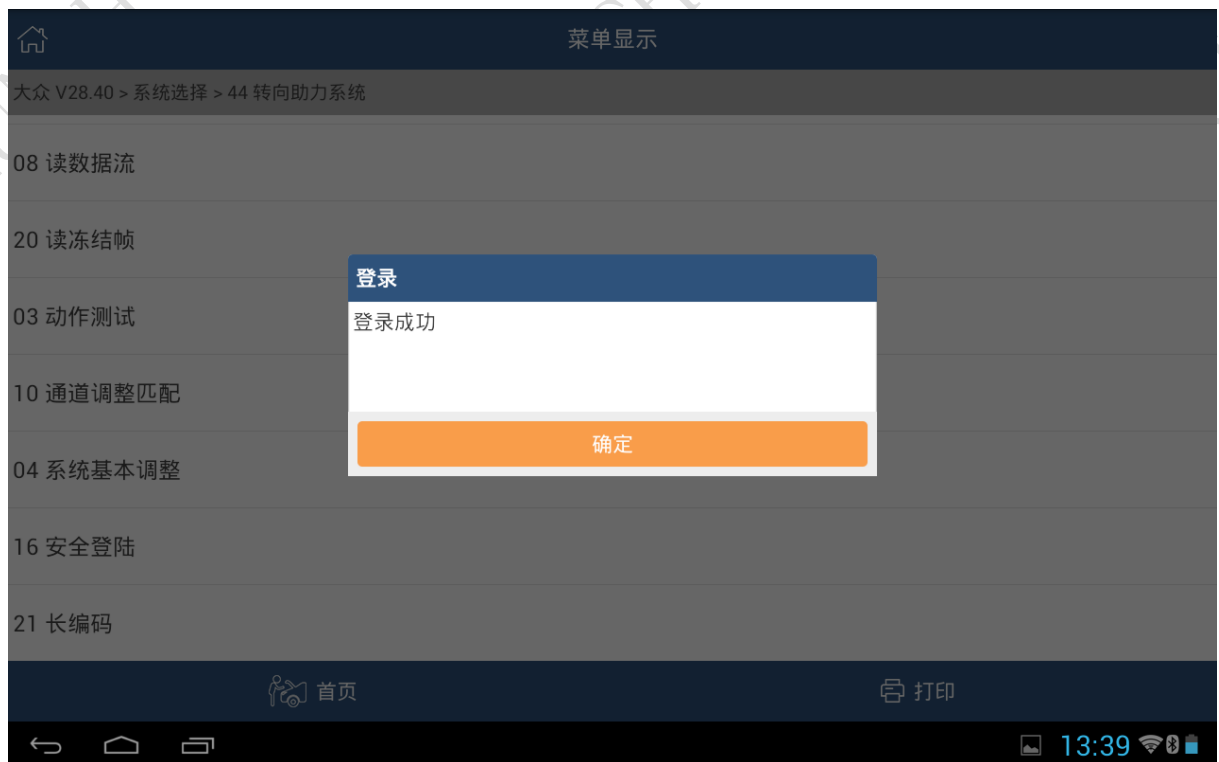 菜单显示
大众 V28.40 > 系统选择 > 44 转向助力系统
08 读数据流
20 读冻结帧
登录
03 动作测试
登录成功
10 通道调整匹配
确定
04 系统基本调整
16 安全登陆
21 长编码
首页
打印
13:39